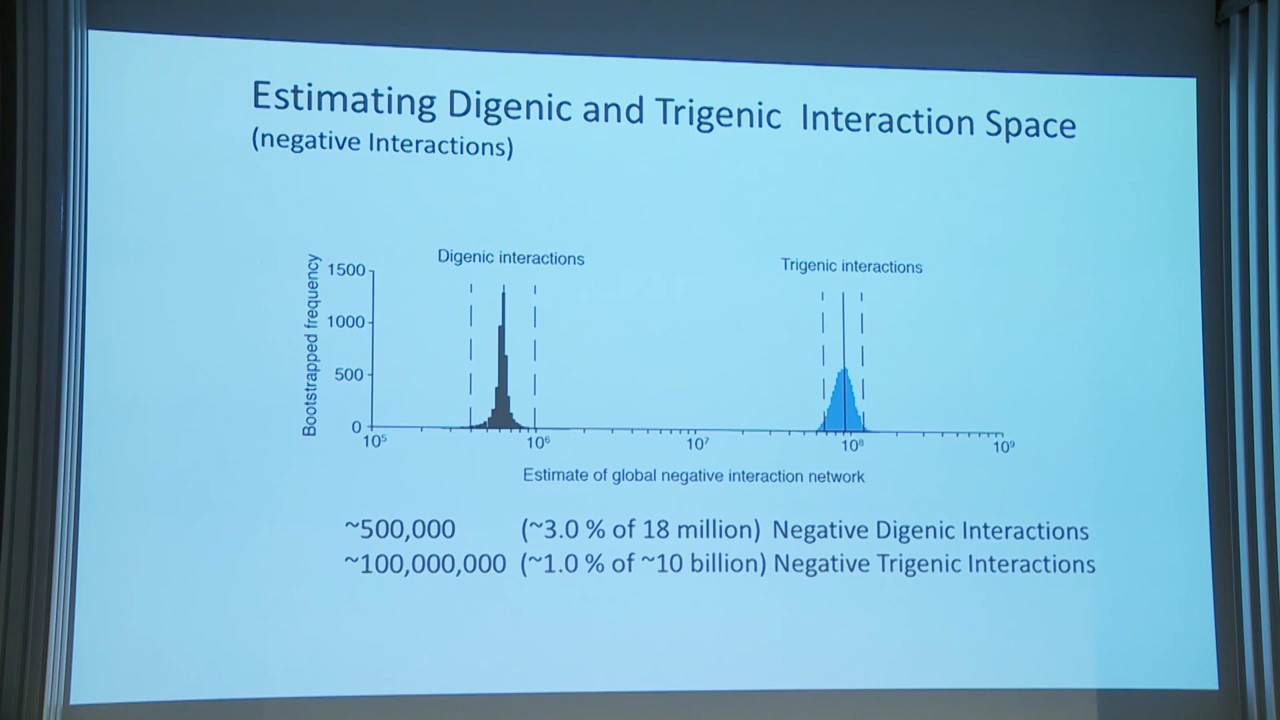 Estimating Digenic and Trigenic Interaction Space
(negative Interactions)
Digenic interactions
Trigenic interactions
Bootstrapped frequency
1500
1000
500
0
10⁵
10⁶
10⁷
10⁸
10⁹
Estimate of global negative interaction network
~500,000 (~3.0 % of 18 million) Negative Digenic Interactions
~100,000,000 (~1.0 % of ~10 billion) Negative Trigenic Interactions